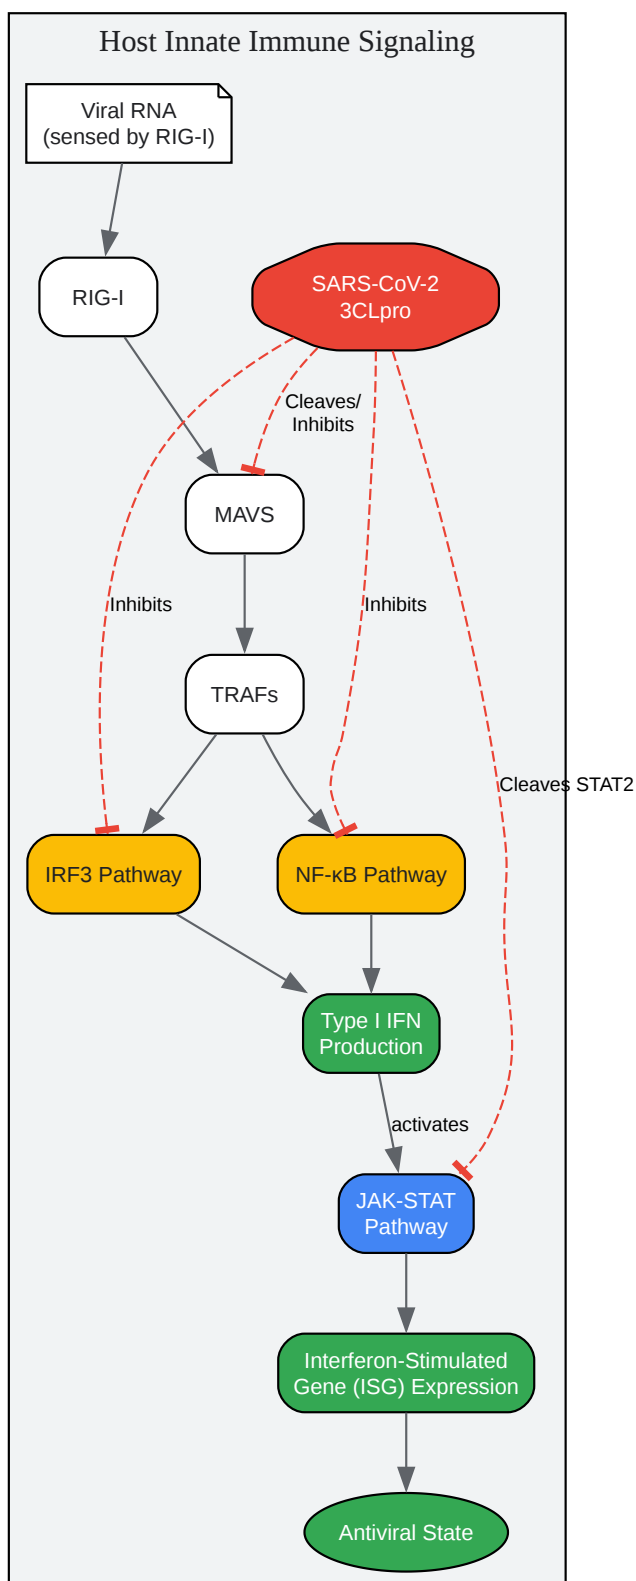 Host Innate Immune Signaling
Viral RNA
(sensed by RIG-I)
RIG-I
SARS-CoV-2
3CLpro
Cleaves/
Inhibits
MAVS
Inhibits
Inhibits
TRAFs
Cleaves STAT2
IRF3 Pathway
NF-κB Pathway
Type I IFN
Production
activates
JAK-STAT
Pathway
Interferon-Stimulated
Gene (ISG) Expression
Antiviral State